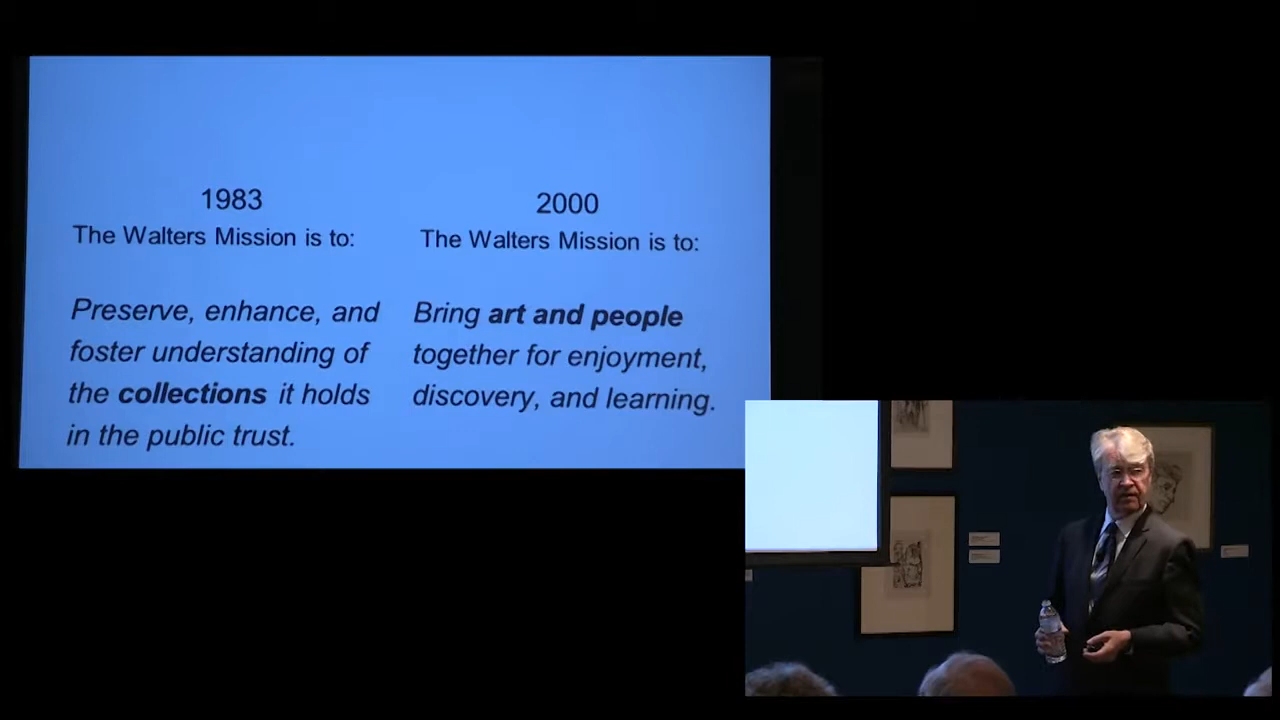 1983
The Walters Mission is to:
Preserve, enhance, and
foster understanding of
the collections it holds
in the public trust.
2000
The Walters Mission is to:
Bring art and people
together for enjoyment,
discovery, and learning.